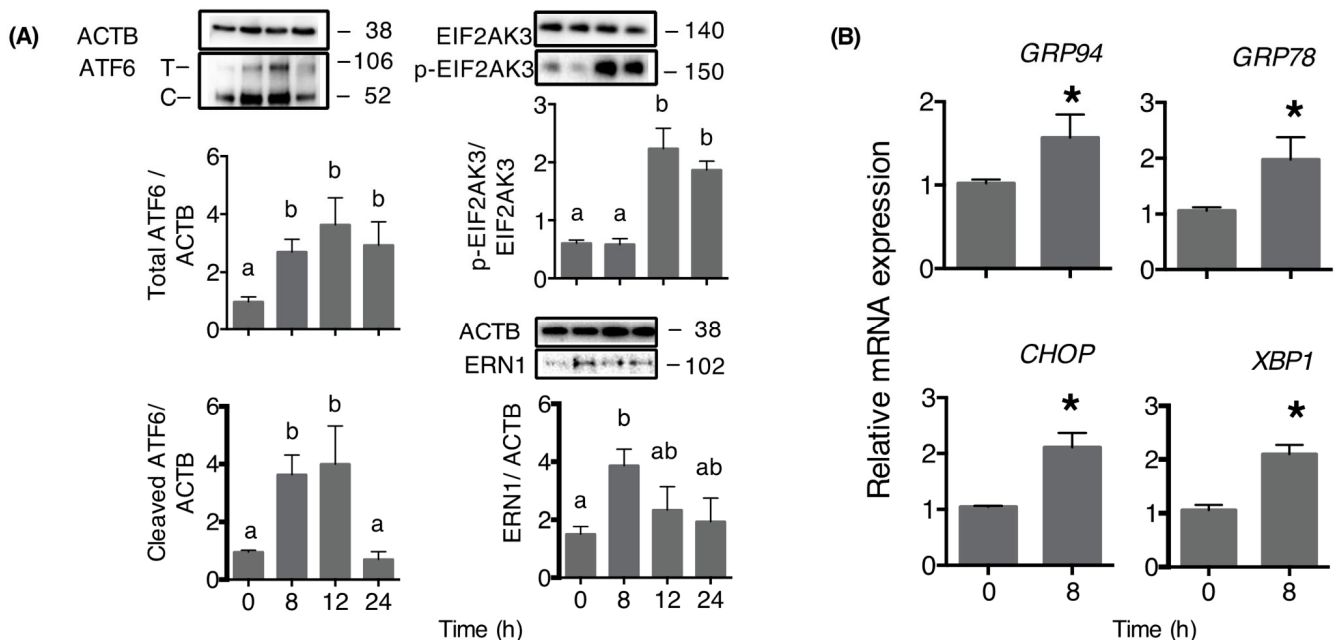 (A)
ACTB
– 38
ATF6
T–
–106
C–
– 52
Total ATF6 /
ACTB
6
4
2
0
a
b
b
b
Cleaved ATF6/
ACTB
6
4
2
0
a
b
b
a
0 8 12 24
EIF2AK3
–140
p-EIF2AK3
– 150
p-EIF2AK3/
EIF2AK3
3
2
1
0
a
a
b
b
ACTB
– 38
ERN1
–102
ERN1/ ACTB
6
4
2
0
a
b
ab
ab
0 8 12 24
Time (h)
(B)
Relative mRNA expression
GRP94
2
1
0
*
GRP78
3
2
1
0
*
CHOP
3
2
1
0
*
0 8
XBP1
3
2
1
0
*
0 8
Time (h)